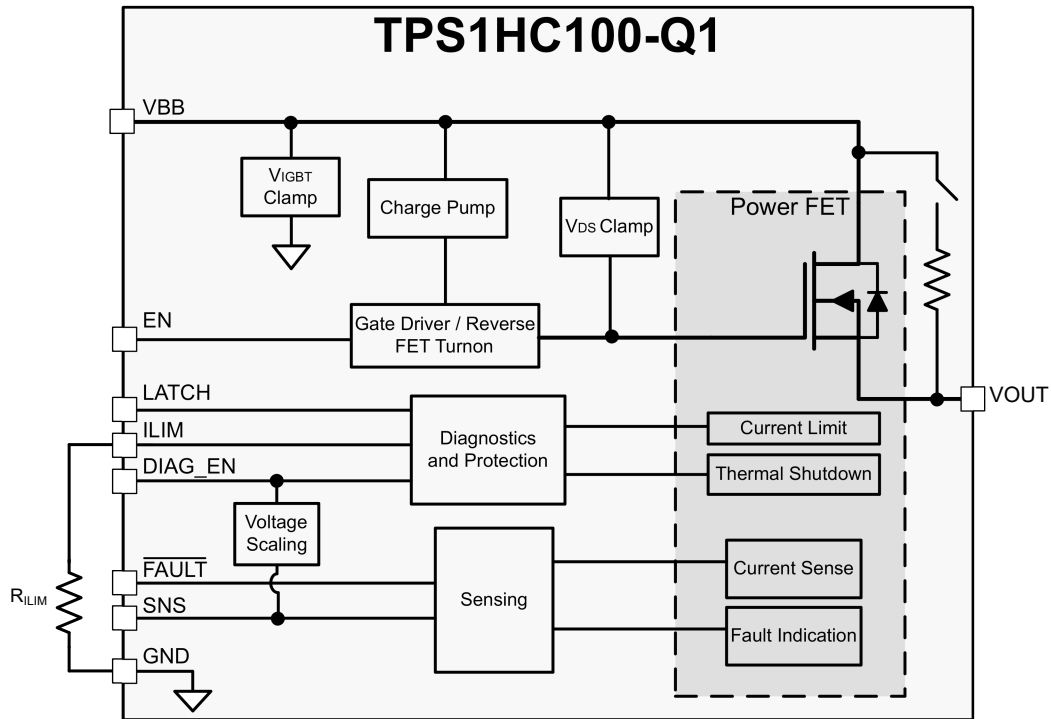 TPS1HC100-Q1
VBB
VIGBT
Clamp
Charge Pump
VDS Clamp
Power FET
EN
Gate Driver / Reverse
FET Turnon
LATCH
ILIM
DIAG_EN
Diagnostics
and Protection
Current Limit
Thermal Shutdown
VOUT
Voltage
Scaling
FAULT
SNS
GND
RILIM
Sensing
Current Sense
Fault Indication